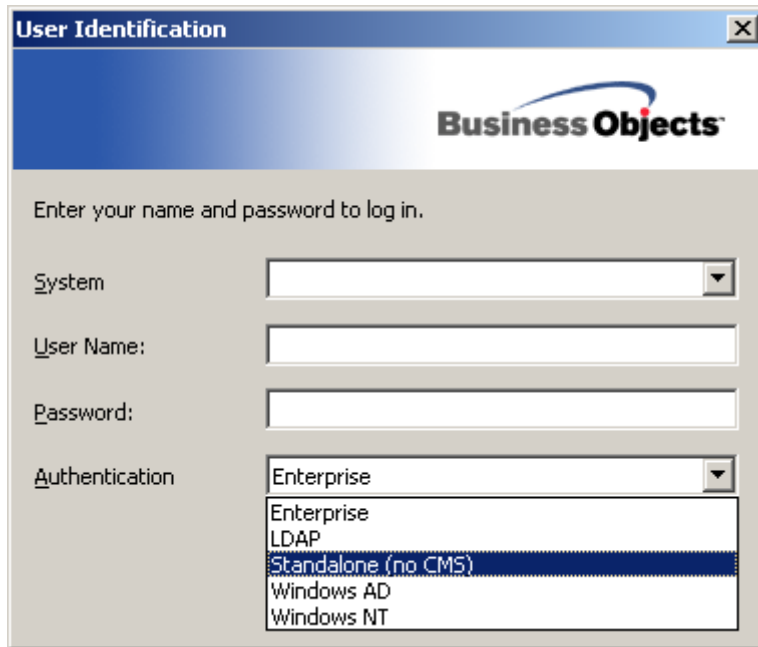 User Identification
Business Objects
Enter your name and password to log in.
System
User Name:
Password:
Authentication Enterprise
Enterprise
LDAP
Standalone (no CMS)
Windows AD
Windows NT